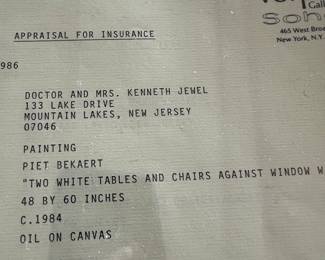 Gall
SOH
465 West Broa
New York, N.Y.
APPRAISAL FOR INSURANCE
986
DOCTOR AND MRS. KENNETH JEWEL
133 LAKE DRIVE
MOUNTAIN LAKES, NEW JERSEY
07046
PAINTING
PIET BEKAERT
"TWO WHITE TABLES AND CHAIRS AGAINST WINDOW W
48 BY 60 INCHES
C.1984
OIL ON CANVAS